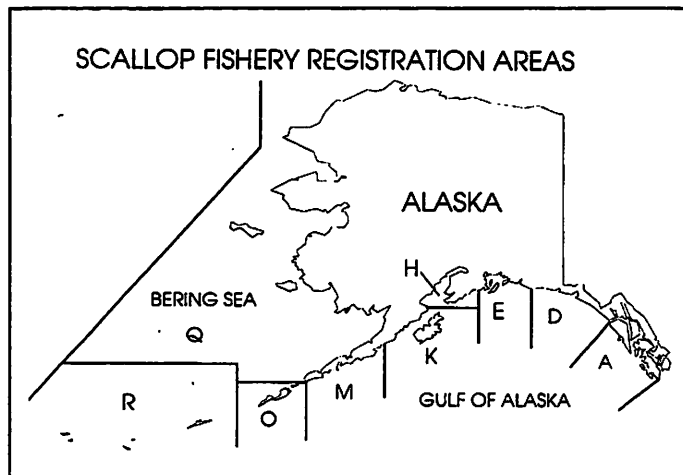 SCALLOP FISHERY REGISTRATION AREAS
ALASKA
H
BERING SEA
E
D
Q
K
A
R
M
GULF OF ALASKA
O